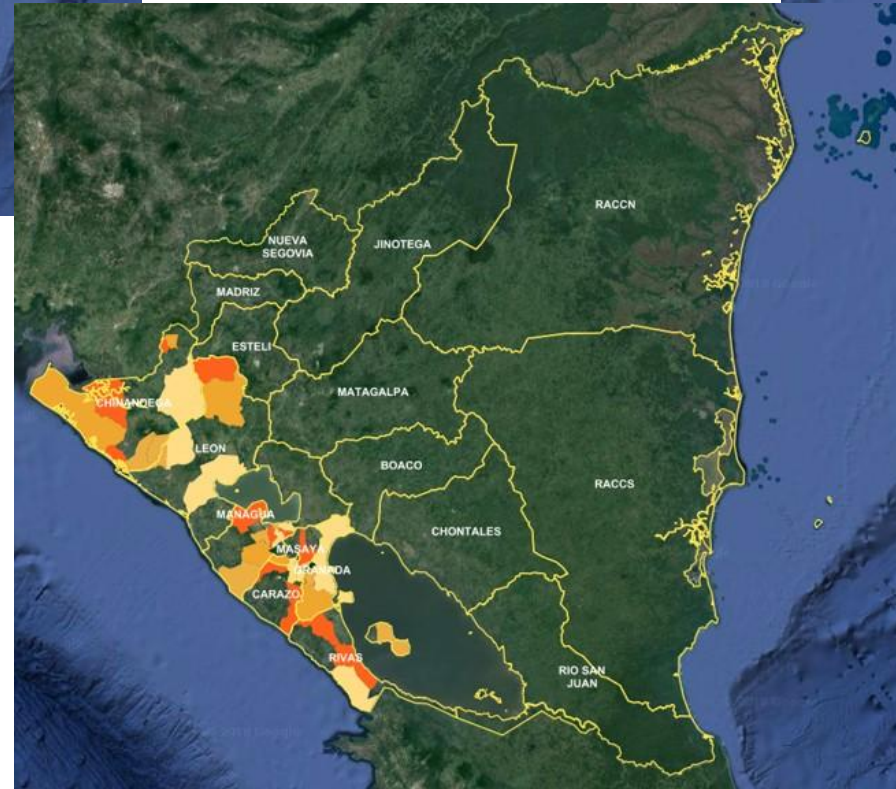 RACCN
NUEVA
SEGOVIA
JINOTEGA
MADRIZ
ESTELI
MATAGALPA
CHINANDEGA
LEON
BOACO
RACCS
MANAGUA
CHONTALES
MASAYA
GRANADA
CARAZO
RIVAS
RIO SAN
JUAN